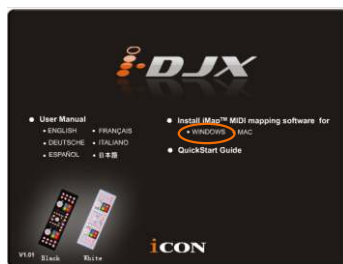 i-DJX
User Manual
• ENGLISH • FRANÇAIS
• DEUTSCHE • ITALIANO
• ESPAÑOL • 日本語
Install iMap™ MIDI mapping software for
• WINDOWS MAC
QuickStart Guide
V1.01 Black White
iCON